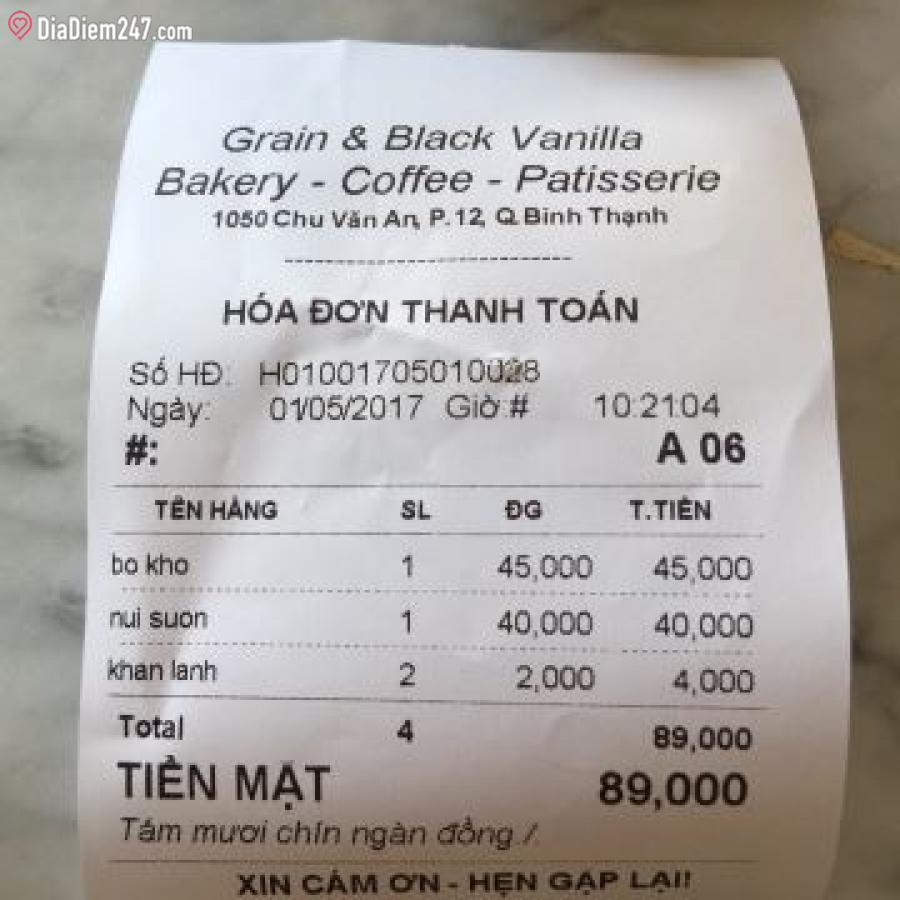 DiaDiem247.com
Grain & Black Vanilla
Bakery - Coffee - Patisserie
1050 Chu Văn An, P.12, Q.Bình Thạnh
----------------------------
HÓA ĐƠN THANH TOÁN
Số HĐ: H01001705010028
Ngày: 01/05/2017 Giờ # 10:21:04
#: A 06
TÊN HÀNG SL ĐG T.TIỀN
bo kho 1 45,000 45,000
nui suon 1 40,000 40,000
khan lanh 2 2,000 4,000
Total 4 89,000
TIỀN MẶT 89,000
Tám mươi chín ngàn đồng ./.
XIN CẢM ƠN - HẸN GẶP LẠI!